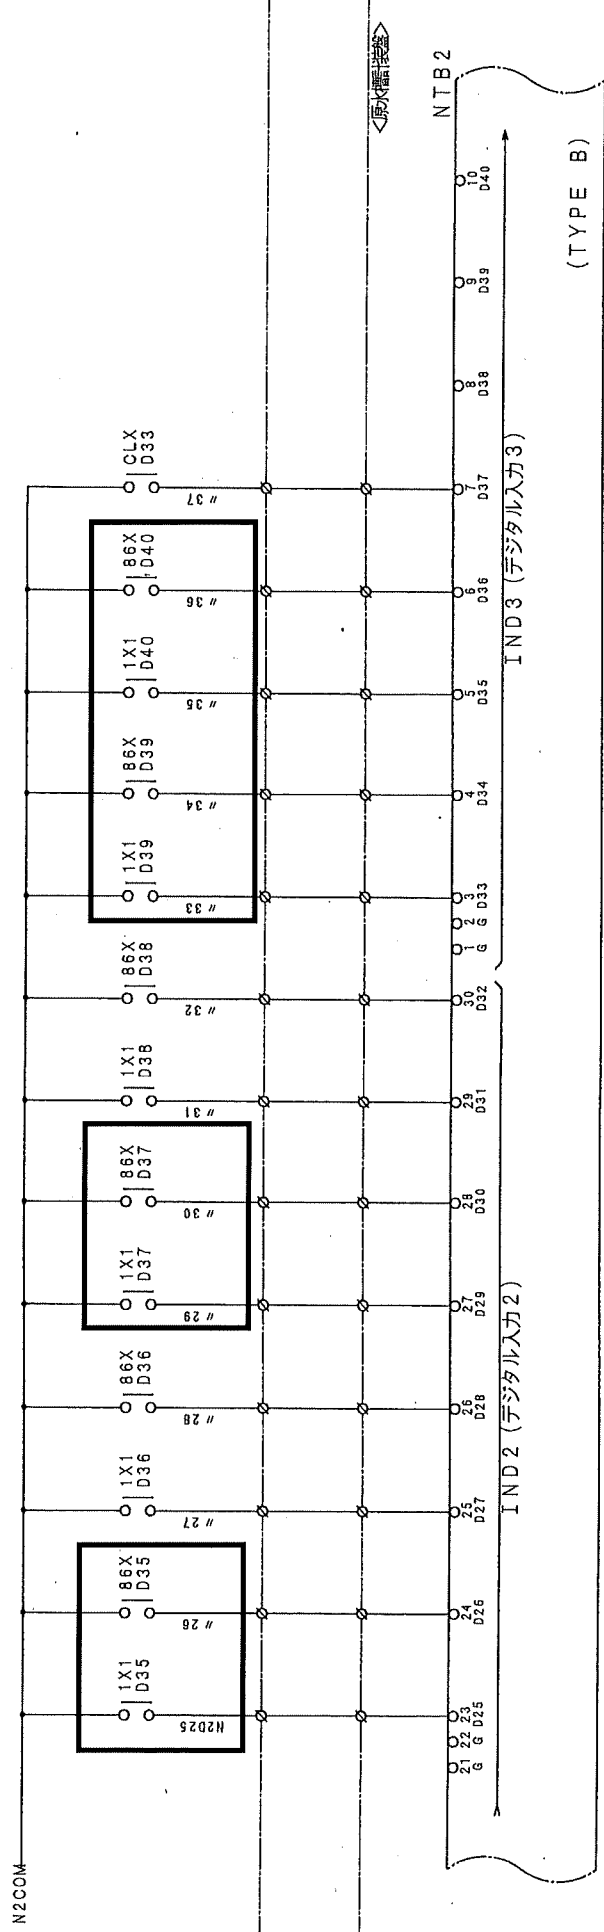 N2COM
1X1
D35
86X
D35
1X1
D36
86X
D36
1X1
D37
86X
D37
1X1
D38
86X
D38
1X1
D39
86X
D39
1X1
D40
86X
D40
CLX
D33
N2D25
〃26
〃27
〃28
〃29
〃30
〃31
〃32
〃33
〃34
〃35
〃36
〃37
<原水槽計装盤>
NTB2
21
G
22
G
23
D25
24
D26
25
D27
26
D28
27
D29
28
D30
29
D31
30
D32
1
G
2
G
3
D33
4
D34
5
D35
6
D36
7
D37
8
D38
9
D39
10
D40
IND2(デジタル入力2)
IND3(デジタル入力3)
(TYPE B)